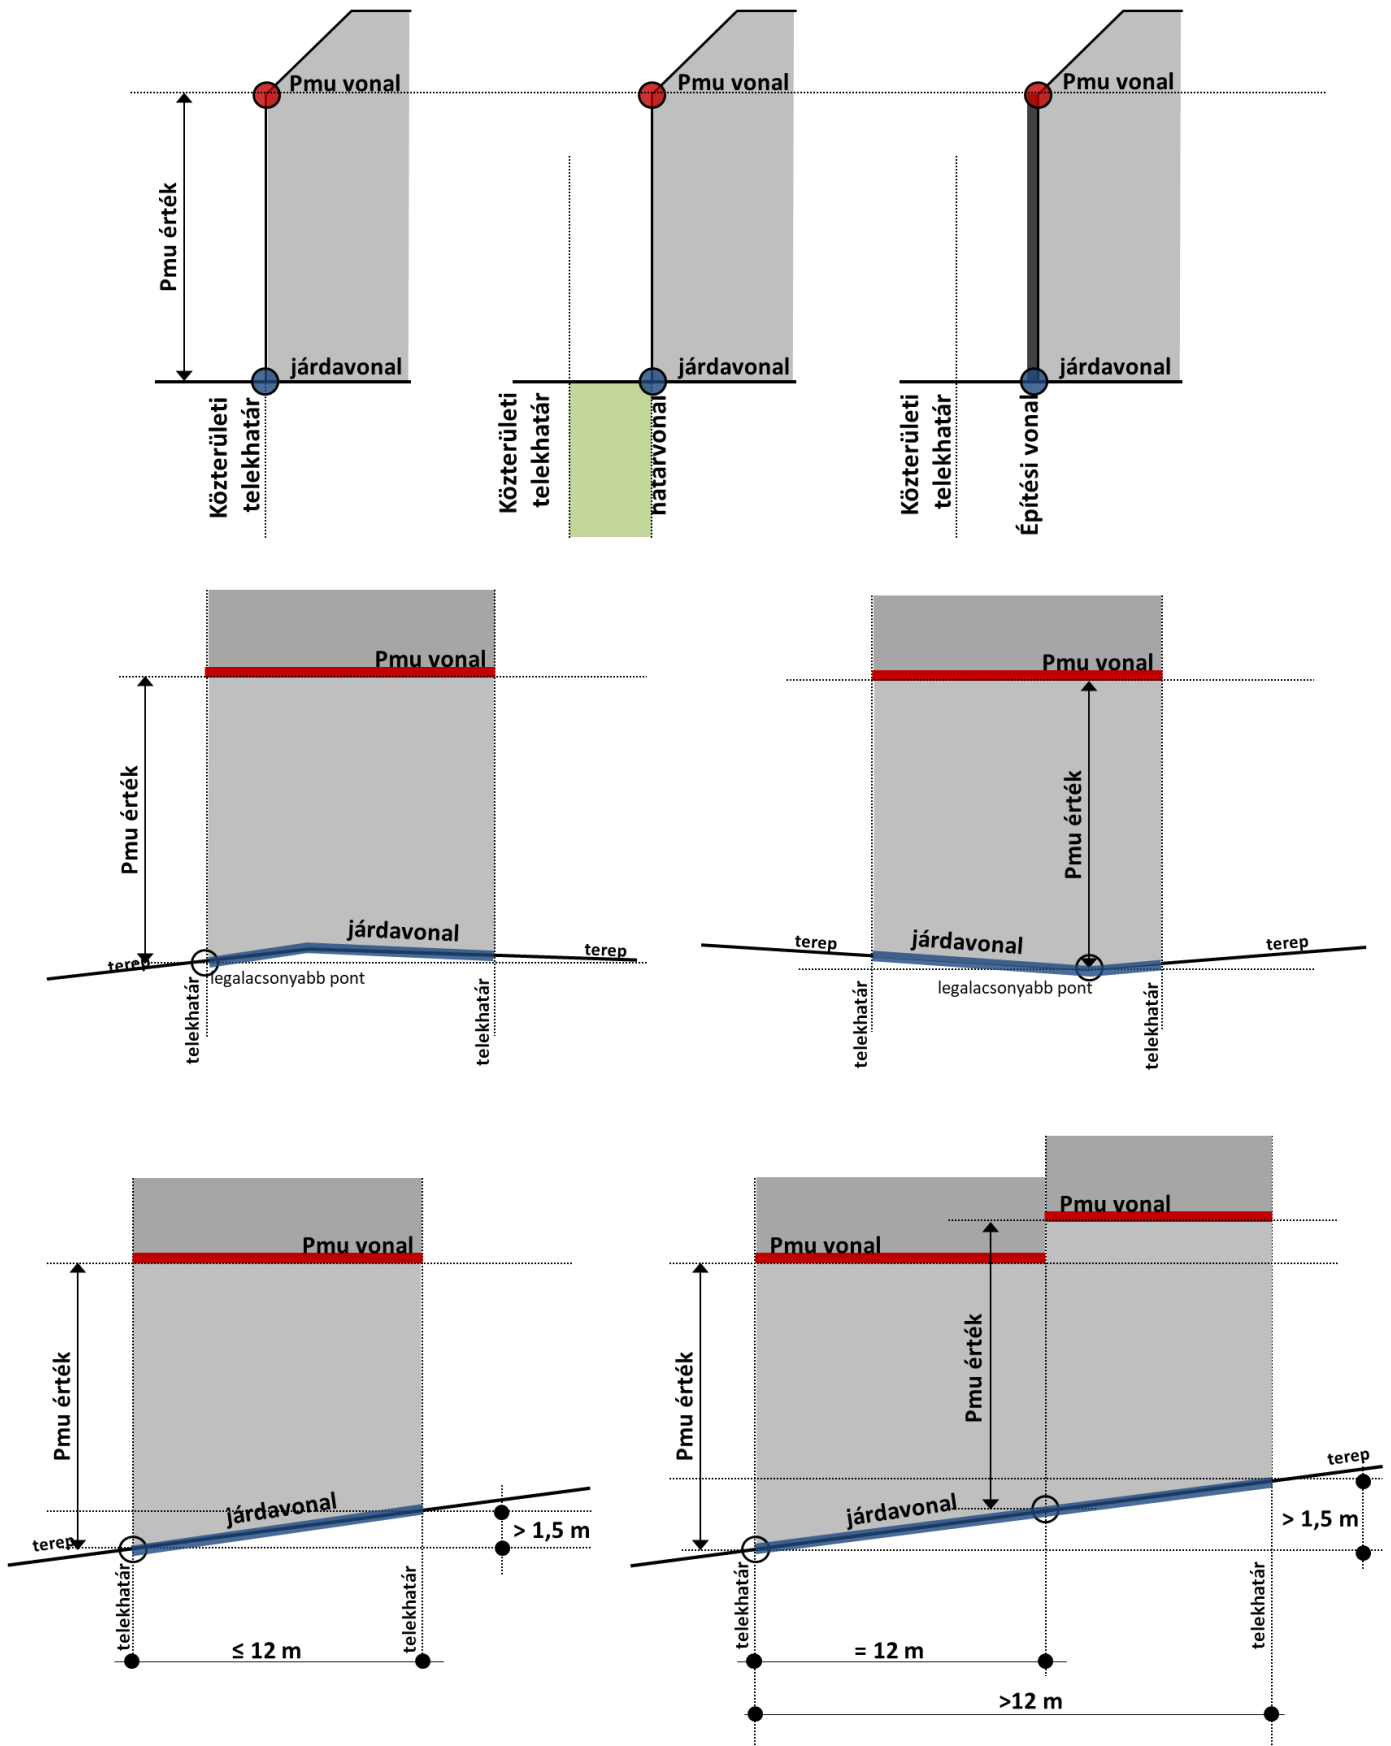 Pmu vonal
Pmu vonal
Pmu vonal
Pmu érték
járdavonal
járdavonal
járdavonal
Közterületi
telekhatár
Közterületi
telekhatár
határvonal
Közterületi
telekhatár
Építési vonal
Pmu vonal
Pmu érték
járdavonal
terep
terep
legalacsonyabb pont
telekhatár
telekhatár
Pmu vonal
Pmu érték
terep
járdavonal
terep
legalacsonyabb pont
telekhatár
telekhatár
Pmu vonal
Pmu érték
járdavonal
terep
> 1,5 m
telekhatár
telekhatár
≤ 12 m
Pmu vonal
Pmu vonal
Pmu érték
Pmu érték
járdavonal
terep
> 1,5 m
telekhatár
telekhatár
= 12 m
>12 m